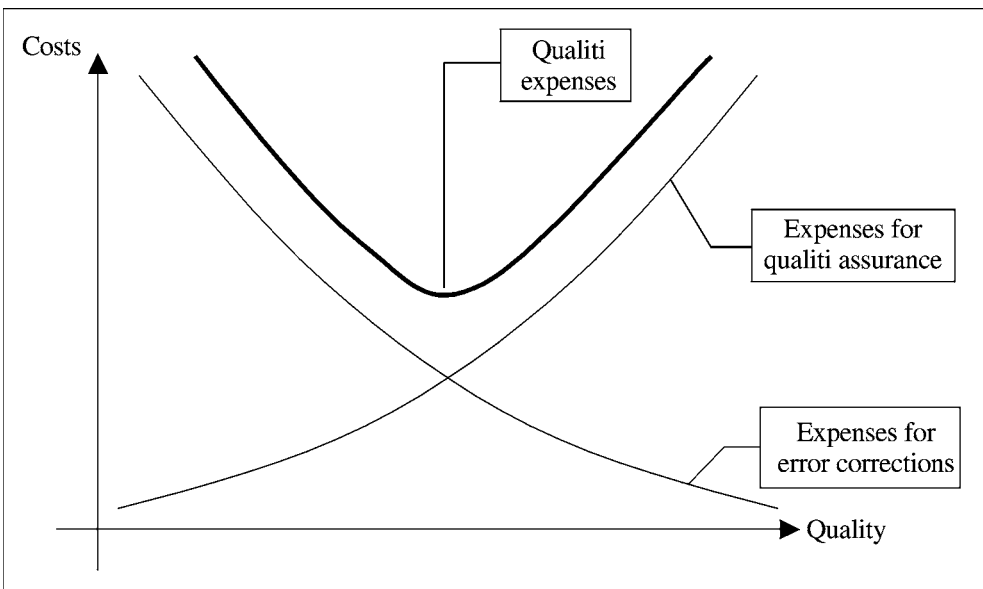 Costs
Qualiti
expenses
Expenses for
qualiti assurance
Expenses for
error corrections
Quality